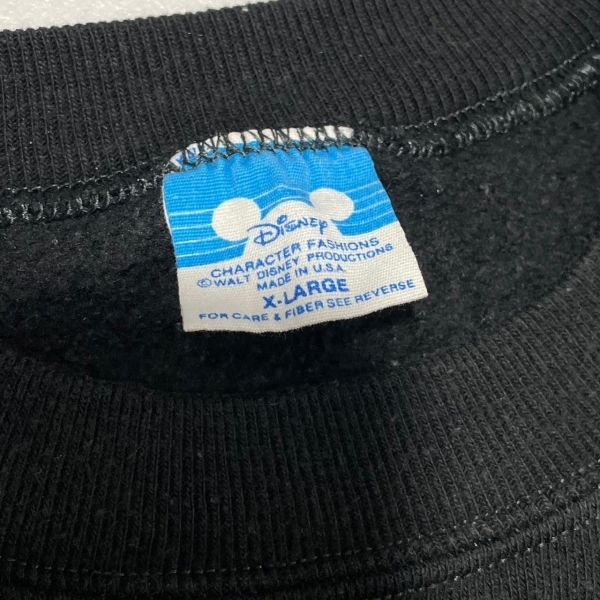 Disney
CHARACTER FASHIONS
© WALT DISNEY PRODUCTIONS
MADE IN U.S.A.
X-LARGE
FOR CARE & FIBER SEE REVERSE